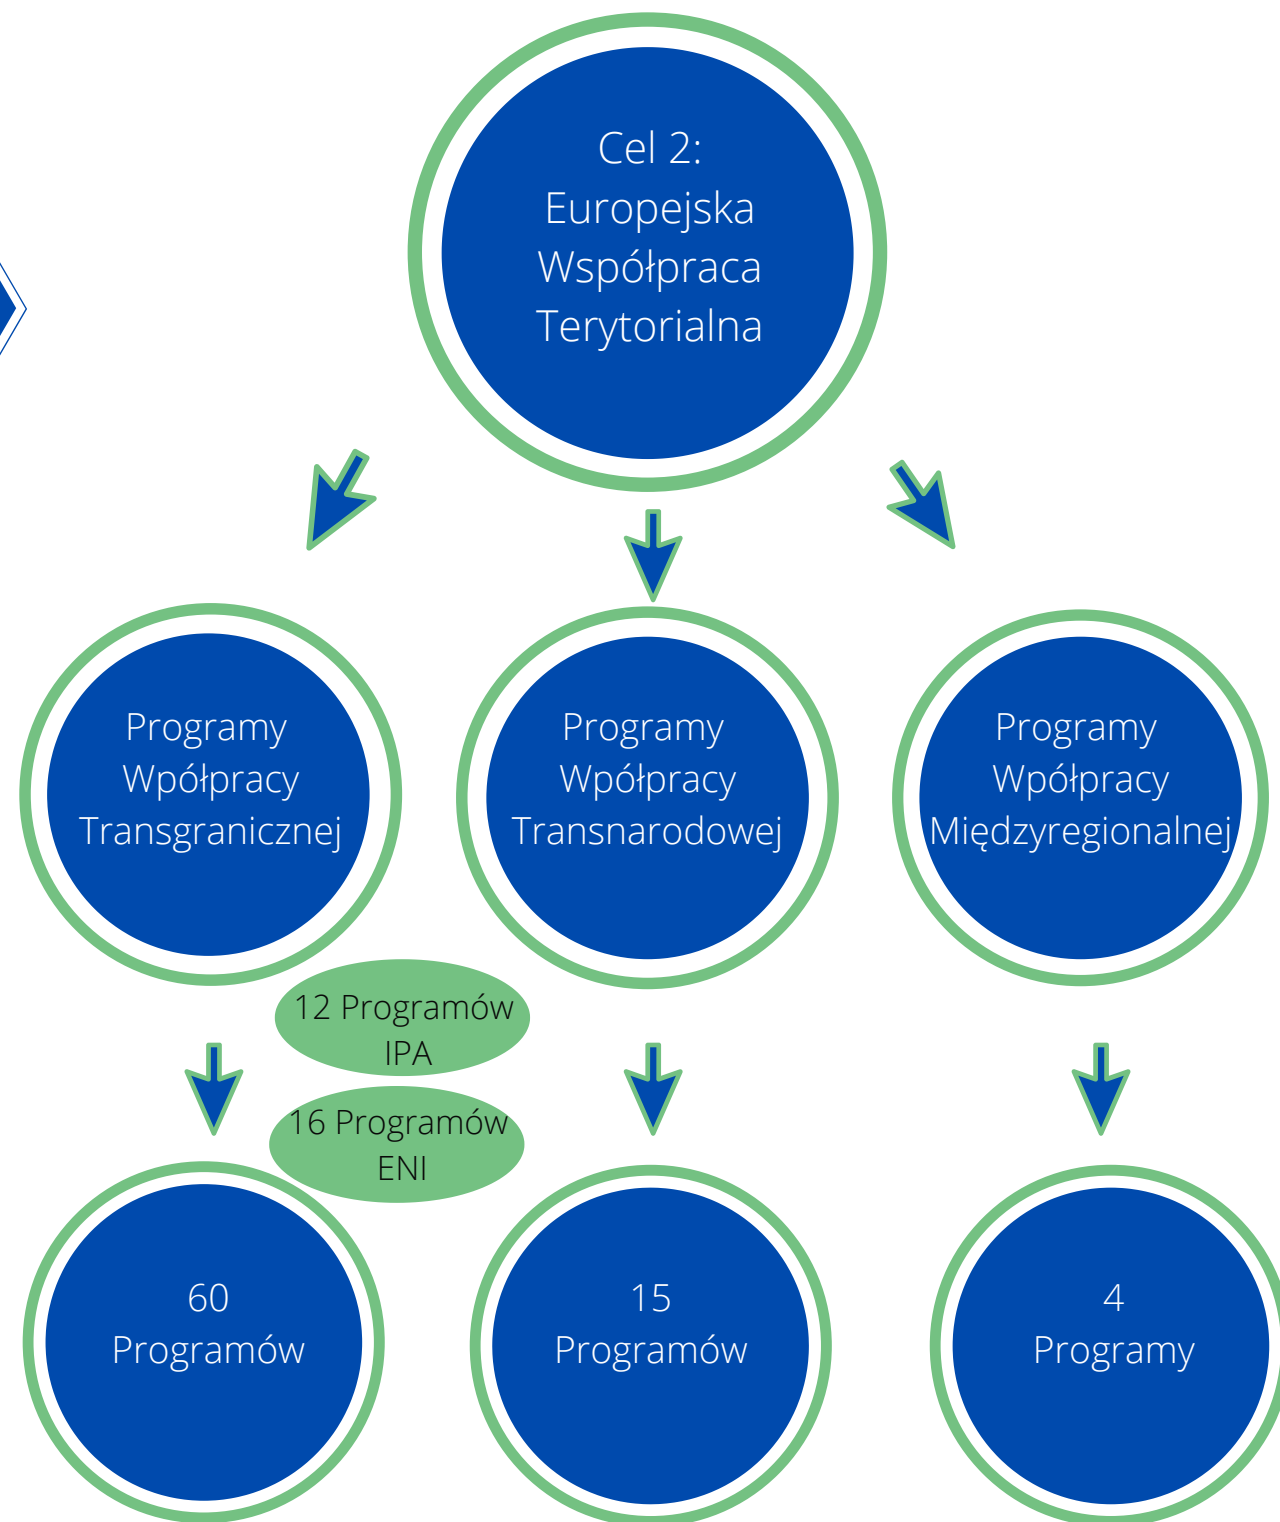 Cel 2:
Europejska
Współpraca
Terytorialna
Programy
Wpółpracy
Transgranicznej
Programy
Wpółpracy
Transnarodowej
Programy
Wpółpracy
Międzyregionalnej
12 Programów
IPA
16 Programów
ENI
60
Programów
15
Programów
4
Programy